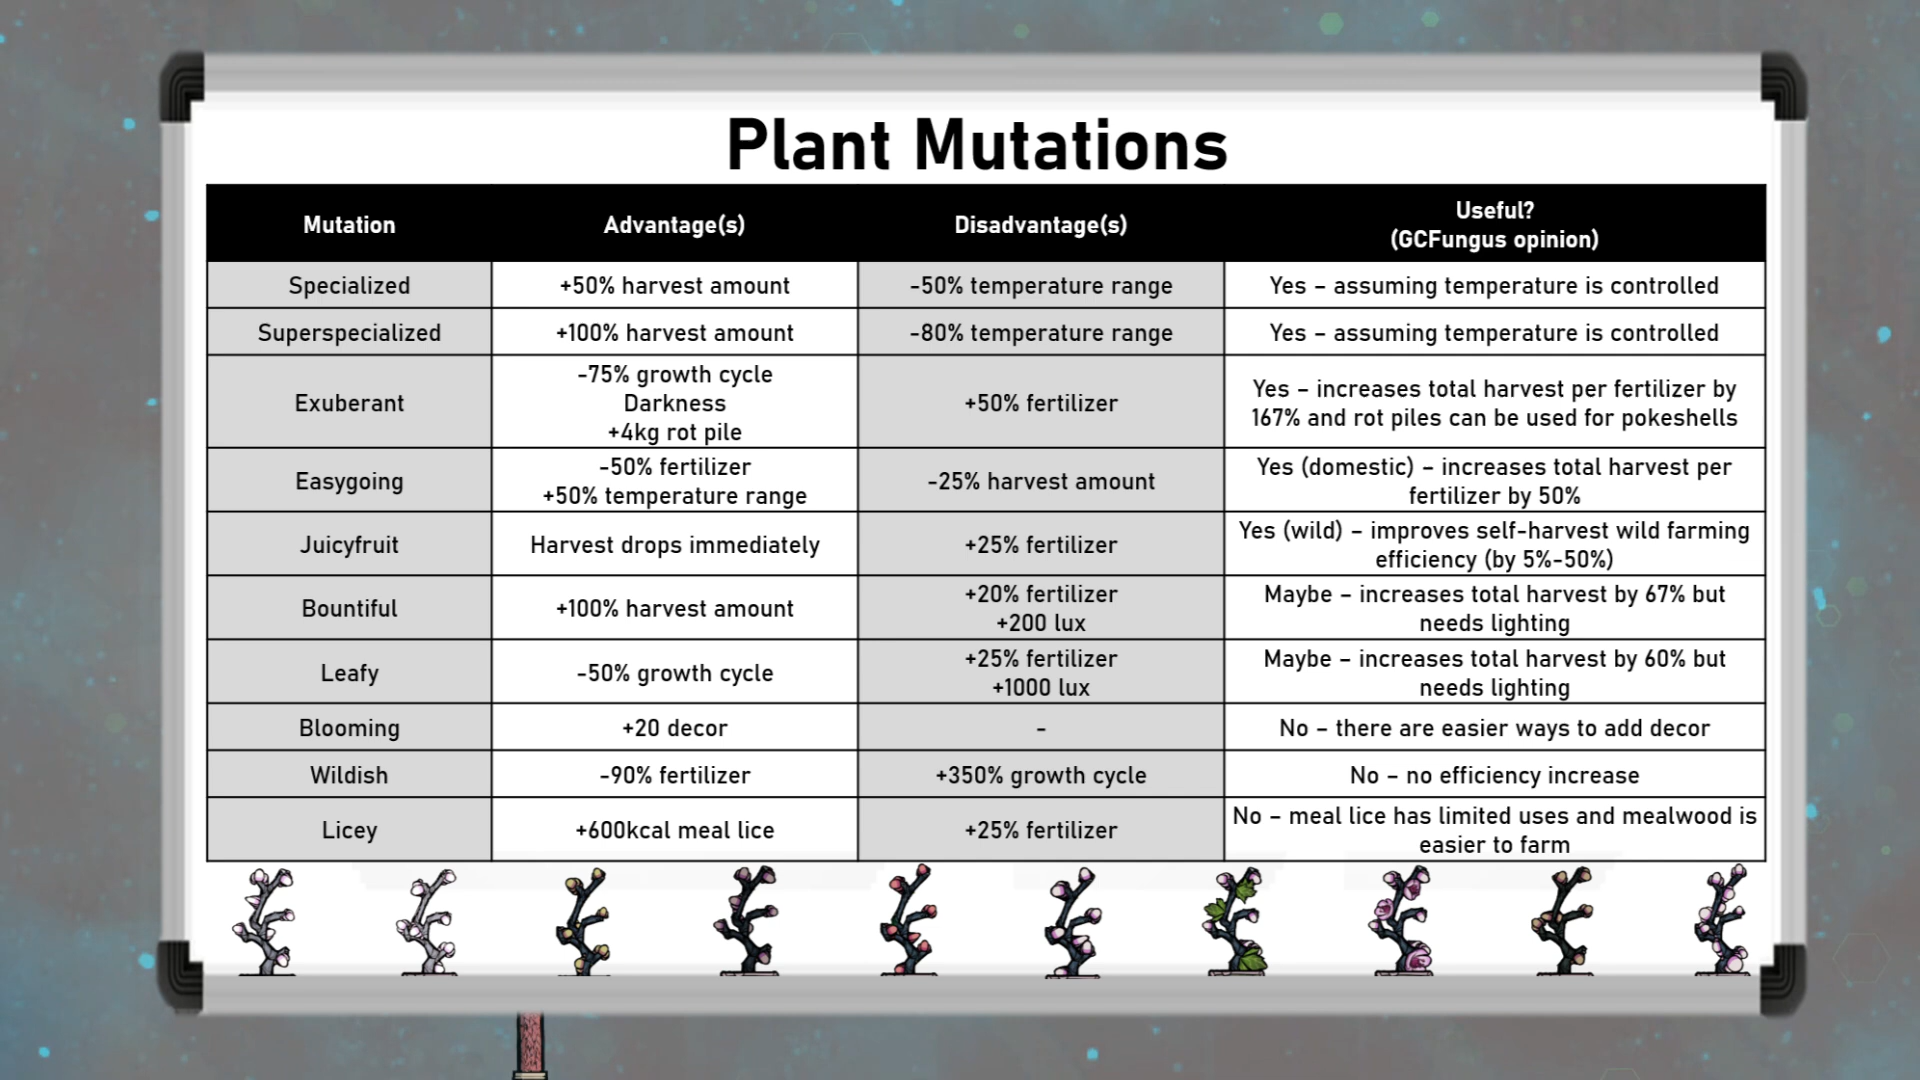 Plant Mutations
Mutation
Advantage(s)
Disadvantage(s)
Useful?
(GCFungus opinion)
Specialized
+50% harvest amount
-50% temperature range
Yes – assuming temperature is controlled
Superspecialized
+100% harvest amount
-80% temperature range
Yes – assuming temperature is controlled
Exuberant
-75% growth cycle
Darkness
+4kg rot pile
+50% fertilizer
Yes – increases total harvest per fertilizer by
167% and rot piles can be used for pokeshells
Easygoing
-50% fertilizer
+50% temperature range
-25% harvest amount
Yes (domestic) – increases total harvest per
fertilizer by 50%
Juicyfruit
Harvest drops immediately
+25% fertilizer
Yes (wild) – improves self-harvest wild farming
efficiency (by 5%-50%)
Bountiful
+100% harvest amount
+20% fertilizer
+200 lux
Maybe – increases total harvest by 67% but
needs lighting
Leafy
-50% growth cycle
+25% fertilizer
+1000 lux
Maybe – increases total harvest by 60% but
needs lighting
Blooming
+20 decor
-
No – there are easier ways to add decor
Wildish
-90% fertilizer
+350% growth cycle
No – no efficiency increase
Licey
+600kcal meal lice
+25% fertilizer
No – meal lice has limited uses and mealwood is
easier to farm